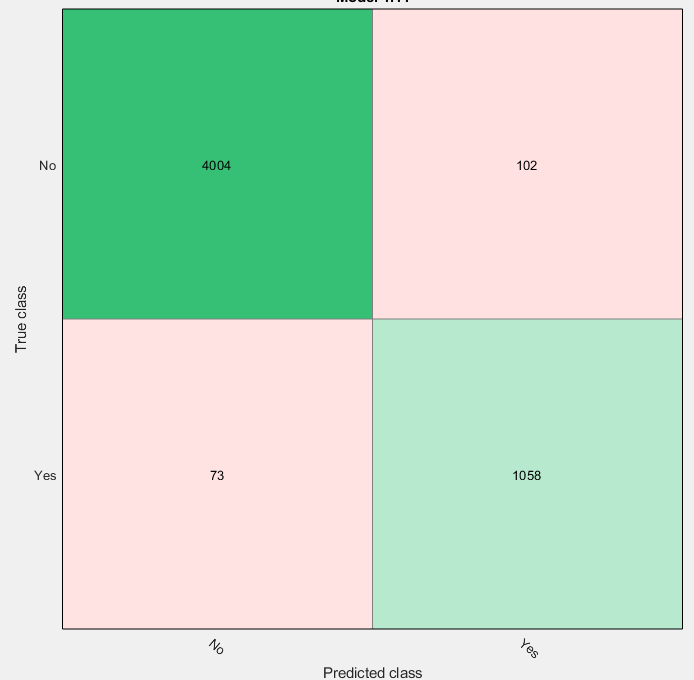 No
4004
102
True class
Yes
73
1058
No
Yes
Predicted class